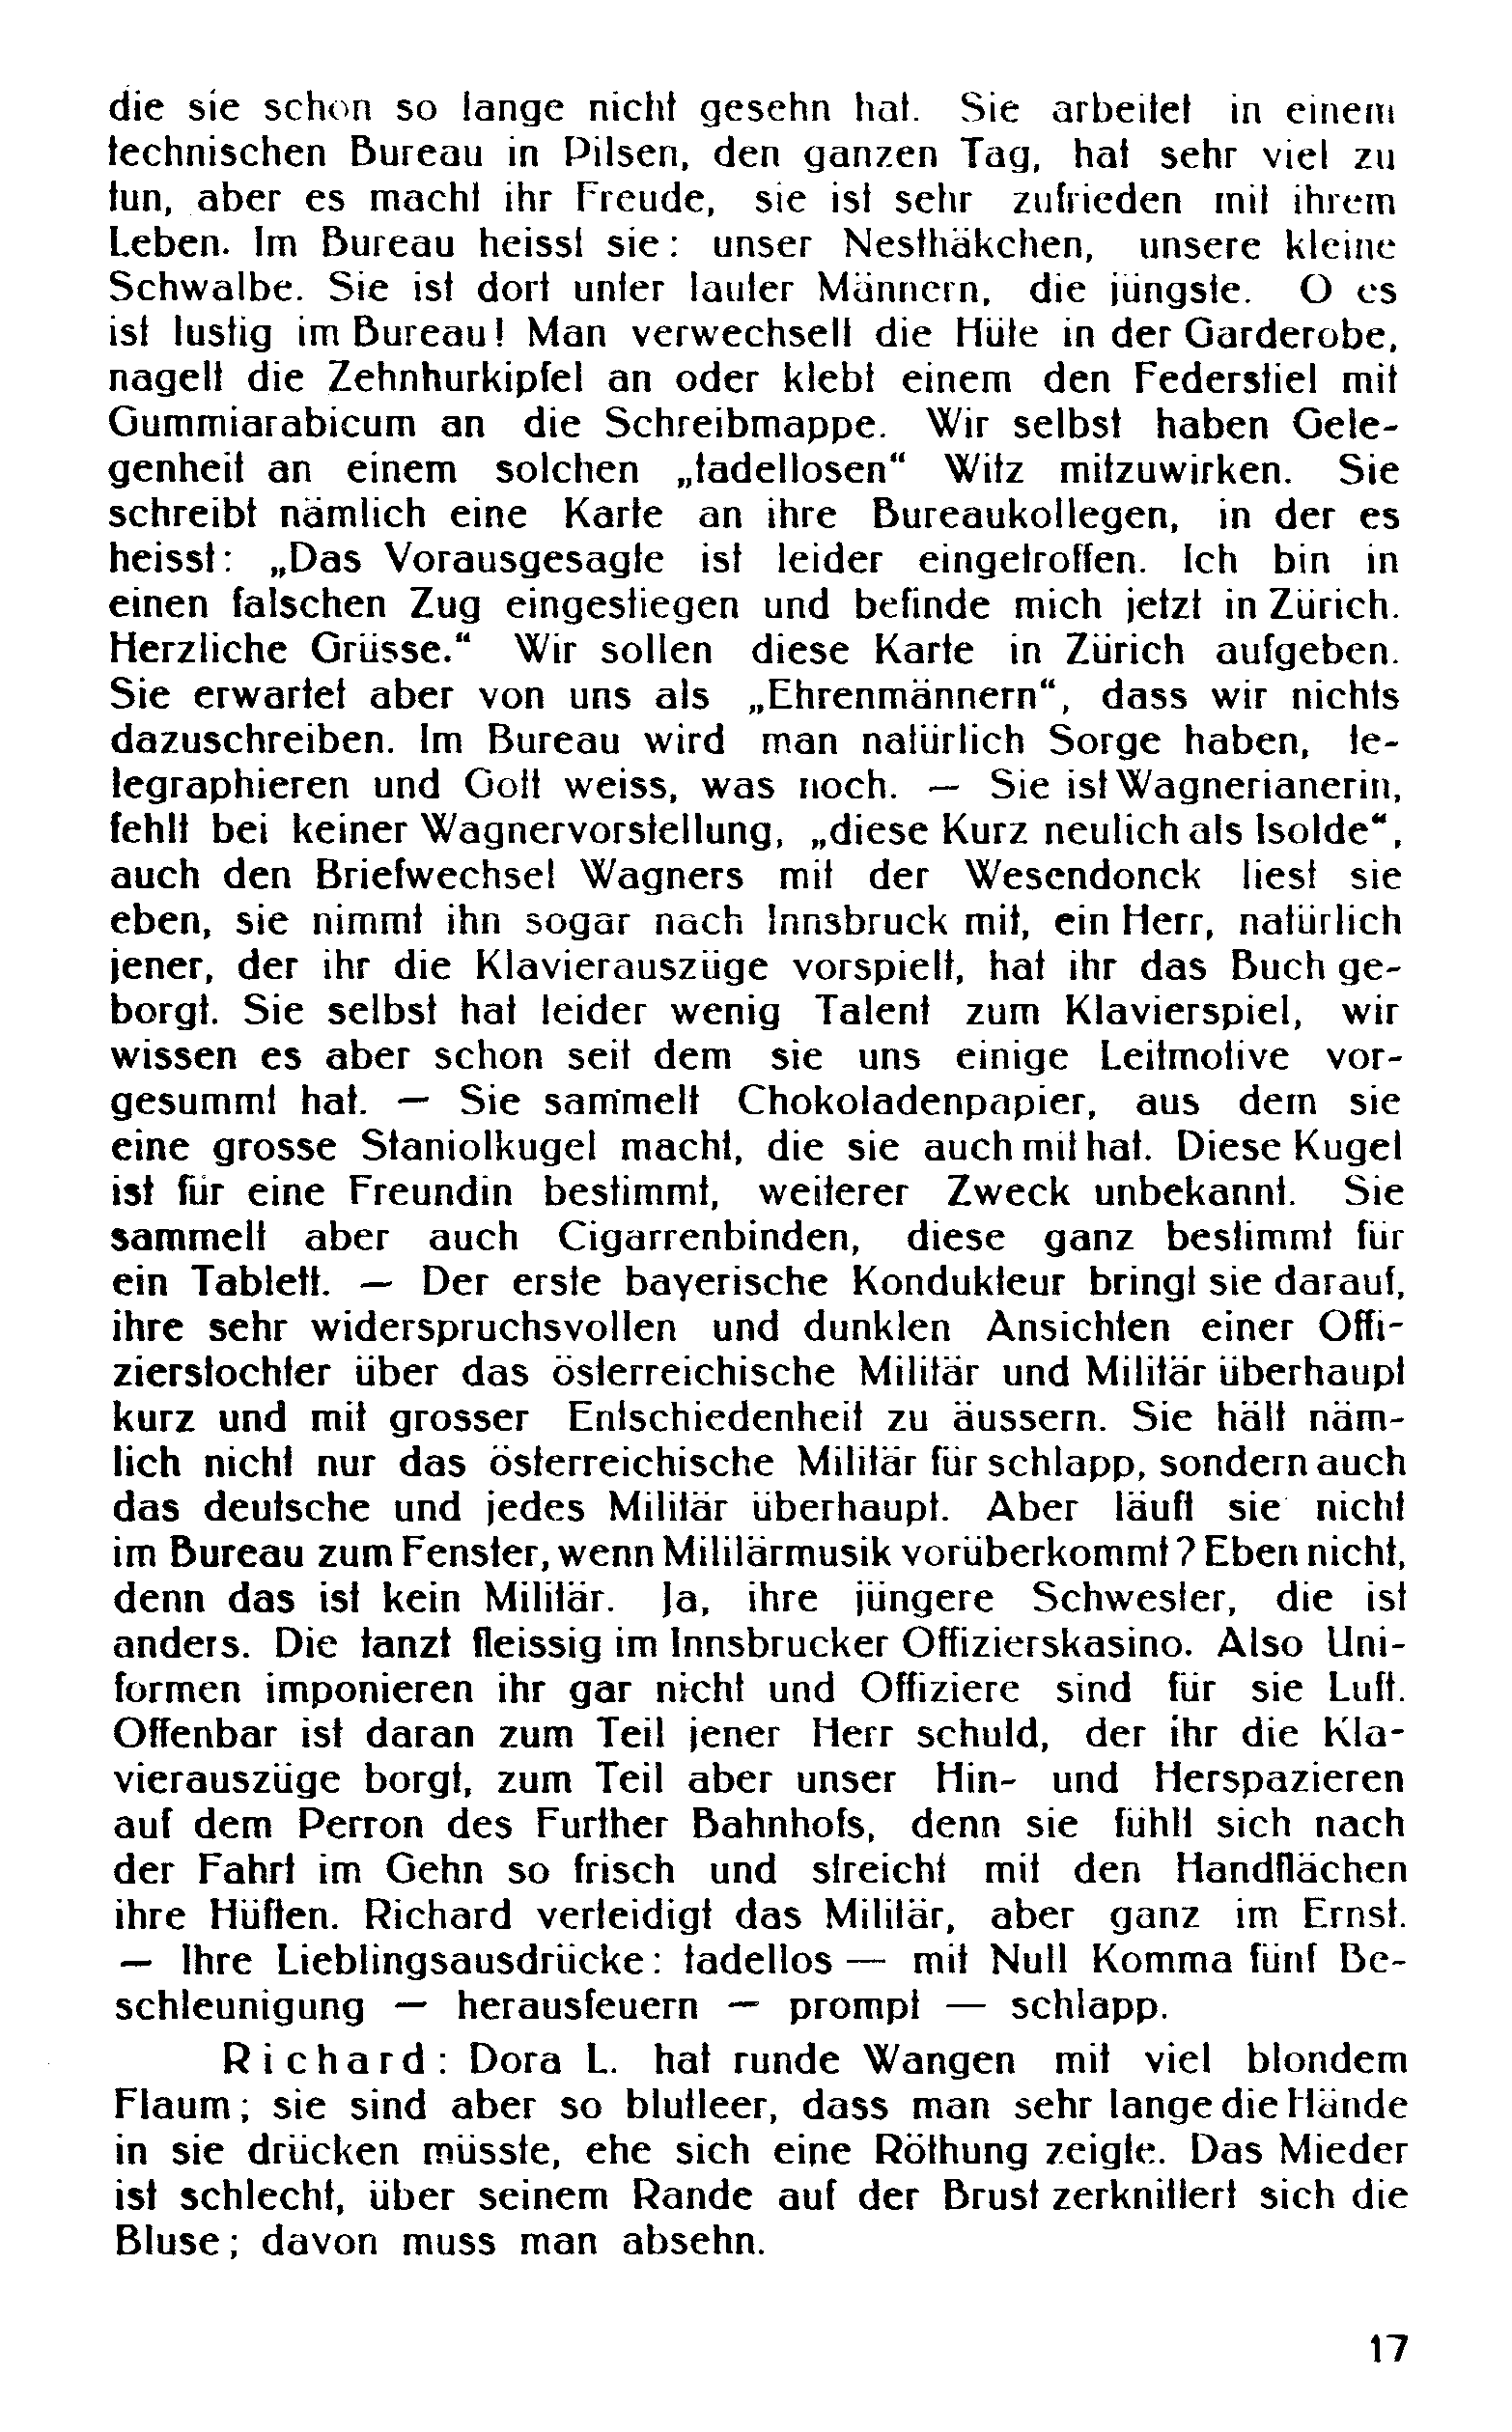 die sie schon so lange nicht gesehn hat. Sie arbeitet in einem
technischen Bureau in Pilsen, den ganzen Tag, hat sehr viel zu
tun, aber es macht ihr Freude, sie ist sehr zufrieden mit ihrem
Leben. Im Bureau heisst sie: unser Nesthäkchen, unsere kleine
Schwalbe. Sie ist dort unter lauter Männern, die jüngste. O es
ist lustig im Bureau! Man verwechselt die Hüte in der Garderobe,
nagelt die Zehnhurkipfel an oder klebt einem den Federstiel mit
Gummiarabicum an die Schreibmappe. Wir selbst haben Gele-
genheit an einem solchen „tadellosen“ Witz mitzuwirken. Sie
schreibt nämlich eine Karte an ihre Bureaukollegen, in der es
heisst: „Das Vorausgesagte ist leider eingetroffen. Ich bin in
einen falschen Zug eingestiegen und befinde mich jetzt in Zürich.
Herzliche Grüsse.“ Wir sollen diese Karte in Zürich aufgeben.
Sie erwartet aber von uns als „Ehrenmännern“, dass wir nichts
dazuschreiben. Im Bureau wird man natürlich Sorge haben, te-
legraphieren und Gott weiss, was noch. — Sie ist Wagnerianerin,
fehlt bei keiner Wagnervorstellung, „diese Kurz neulich als Isolde“,
auch den Briefwechsel Wagners mit der Wesendonck liest sie
eben, sie nimmt ihn sogar nach Innsbruck mit, ein Herr, natürlich
jener, der ihr die Klavierauszüge vorspielt, hat ihr das Buch ge-
borgt. Sie selbst hat leider wenig Talent zum Klavierspiel, wir
wissen es aber schon seit dem sie uns einige Leitmotive vor-
gesummt hat. — Sie sammelt Chokoladenpapier, aus dem sie
eine grosse Staniolkugel macht, die sie auch mit hat. Diese Kugel
ist für eine Freundin bestimmt, weiterer Zweck unbekannt. Sie
sammelt aber auch Cigarrenbinden, diese ganz bestimmt für
ein Tablett. — Der erste bayerische Kondukteur bringt sie darauf,
ihre sehr widerspruchsvollen und dunklen Ansichten einer Offi-
zierstochter über das österreichische Militär und Militär überhaupt
kurz und mit grosser Entschiedenheit zu äussern. Sie hält näm-
lich nicht nur das österreichische Militär für schlapp, sondern auch
das deutsche und jedes Militär überhaupt. Aber läuft sie nicht
im Bureau zum Fenster, wenn Militärmusik vorüberkommt? Eben nicht,
denn das ist kein Militär. Ja, ihre jüngere Schwester, die ist
anders. Die tanzt fleissig im Innsbrucker Offizierskasino. Also Uni-
formen imponieren ihr gar nicht und Offiziere sind für sie Luft.
Offenbar ist daran zum Teil jener Herr schuld, der ihr die Kla-
vierauszüge borgt, zum Teil aber unser Hin- und Herspazieren
auf dem Perron des Further Bahnhofs, denn sie fühlt sich nach
der Fahrt im Gehn so frisch und streicht mit den Handflächen
ihre Hüften. Richard verteidigt das Militär, aber ganz im Ernst.
— Ihre Lieblingsausdrücke: tadellos — mit Null Komma fünf Be-
schleunigung — herausfeuern — prompt — schlapp.
Richard: Dora L. hat runde Wangen mit viel blondem
Flaum; sie sind aber so blutleer, dass man sehr lange die Hände
in sie drücken müsste, ehe sich eine Röthung zeigte. Das Mieder
ist schlecht, über seinem Rande auf der Brust zerknittert sich die
Bluse; davon muss man absehn.
17